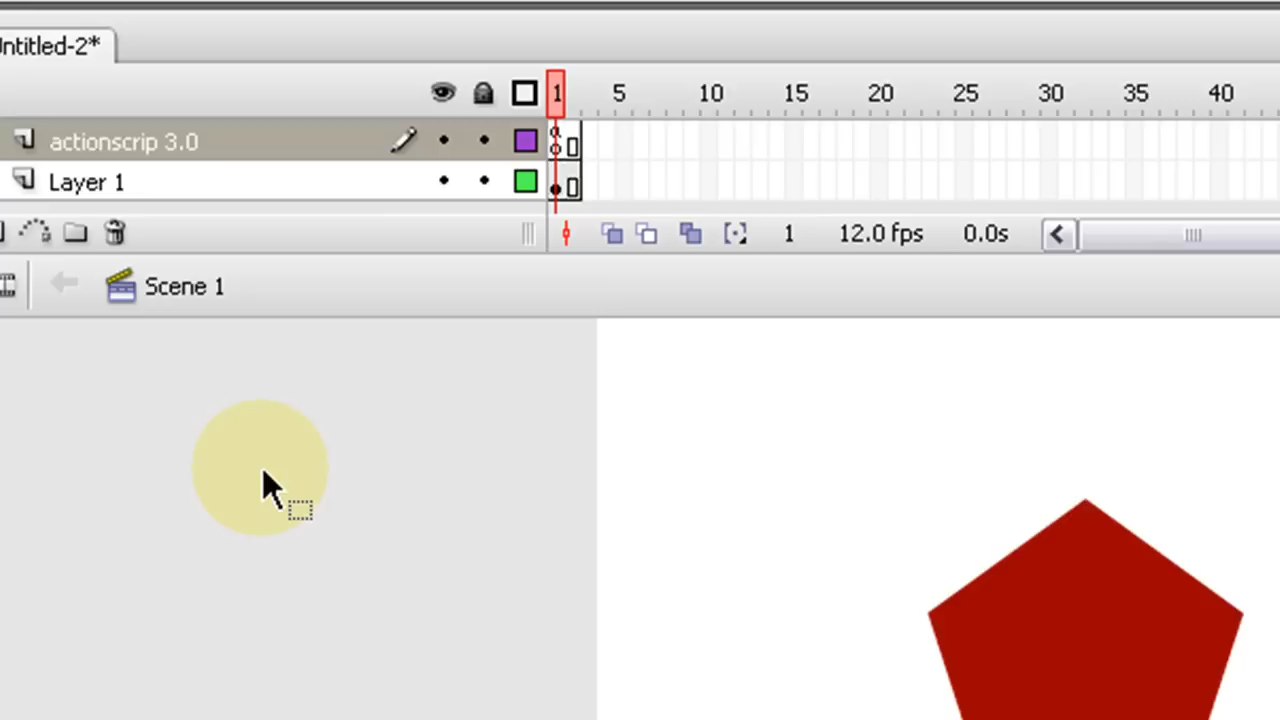 Untitled-2*
1 5 10 15 20 25 30 35 40
actionscrip 3.0
Layer 1
1 12.0 fps 0.0s
Scene 1